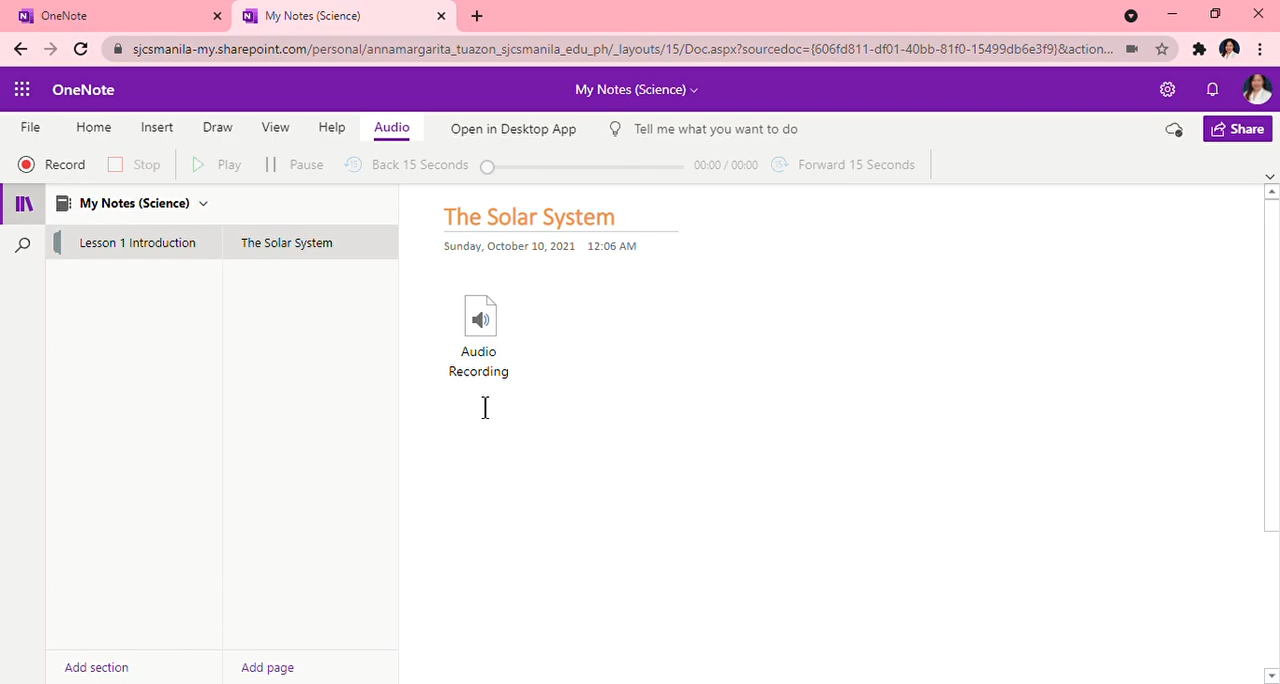 OneNote
My Notes (Science)
sjcsmanila-my.sharepoint.com/personal/annamargarita_tuazon_sjcsmanila_edu_ph/_layouts/15/Doc.aspx?sourcedoc={606fd811-df01-40bb-81f0-15499db6e3f9}&action...
OneNote
My Notes (Science)
File Home Insert Draw View Help Audio Open in Desktop App Tell me what you want to do Share
Record Stop Play Pause 15 Back 15 Seconds 00:00 / 00:00 15 Forward 15 Seconds
My Notes (Science)
Lesson 1 Introduction
The Solar System
The Solar System
Sunday, October 10, 2021 12:06 AM
Audio
Recording
Add section
Add page